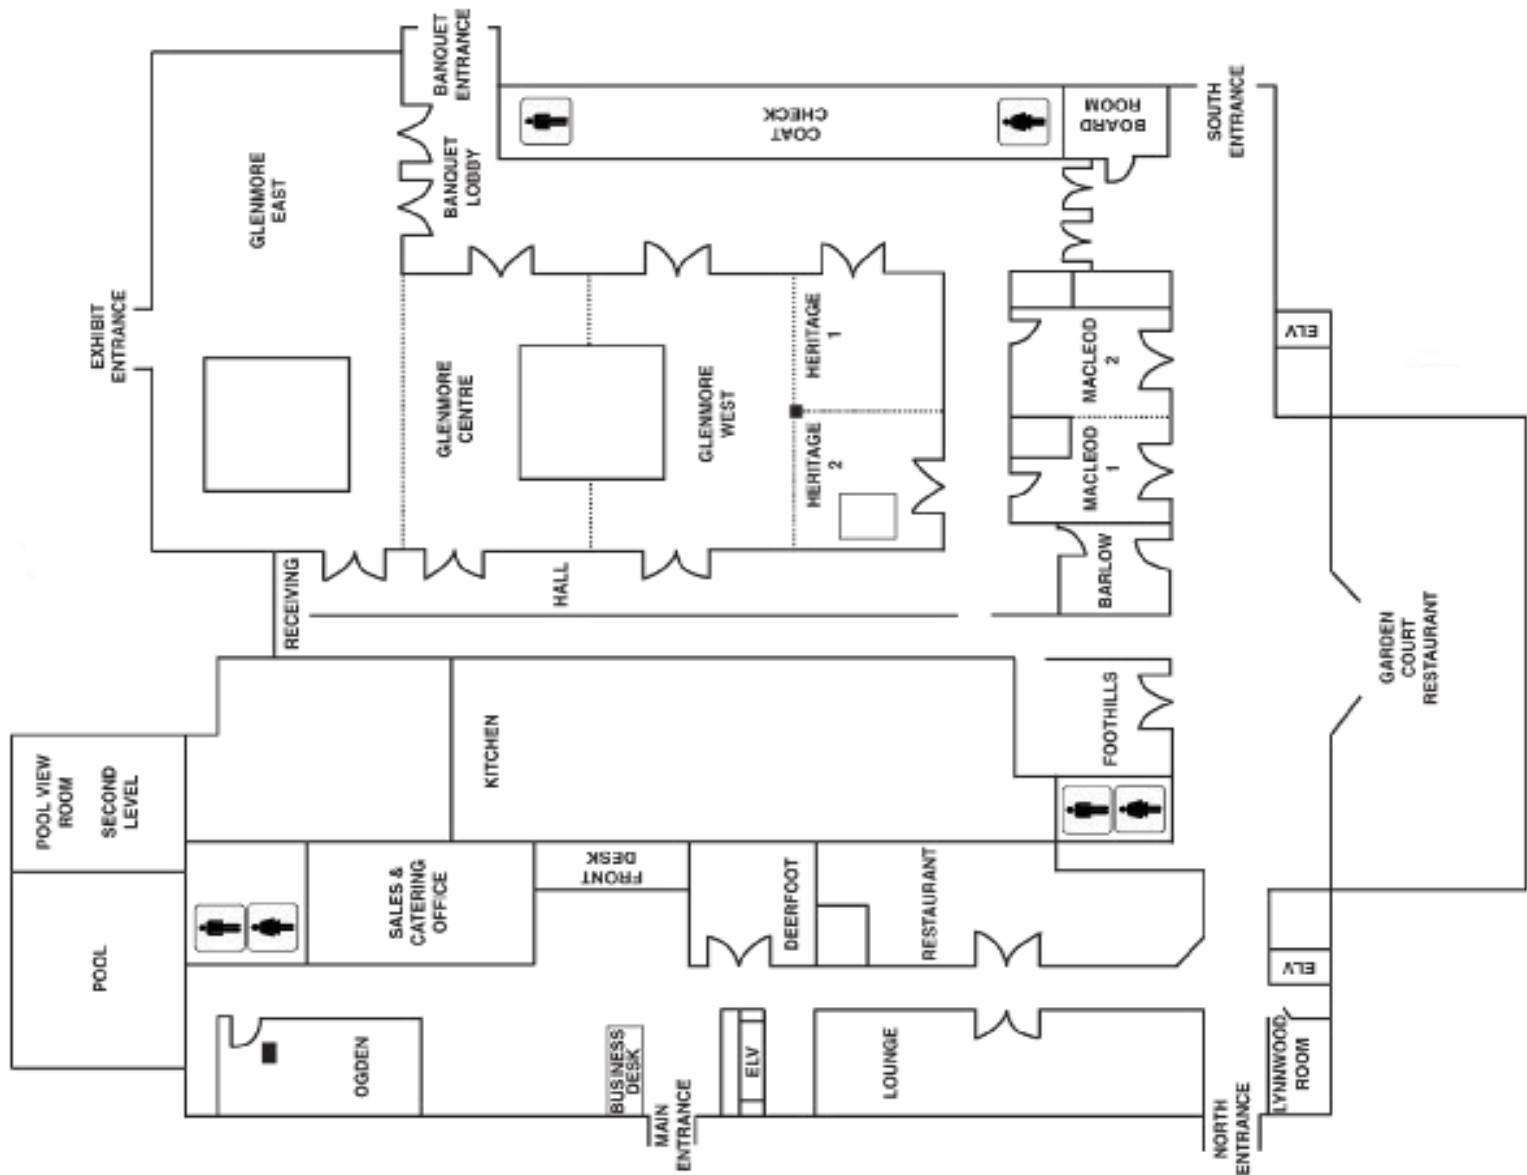 POOL VIEW
ROOM
SECOND
LEVEL
POOL
SALES &
CATERING
OFFICE
OGDEN
EXHIBIT
ENTRANCE
GLENMORE
EAST
RECEIVING
BANQUET
ENTRANCE
BANQUET
LOBBY
GLENMORE
CENTRE
HALL
KITCHEN
FRONT
DESK
BUSINESS
DESK
MAIN
ENTRANCE
ELV
DEERFOOT
GLENMORE
WEST
COAT
CHECK
HERITAGE
1
HERITAGE
2
RESTAURANT
LOUNGE
BOARD
ROOM
MACLEOD
2
MACLEOD
1
BARLOW
FOOTHILLS
SOUTH
ENTRANCE
ELV
GARDEN
COURT
RESTAURANT
ELV
LYNNWOOD
ROOM
NORTH
ENTRANCE